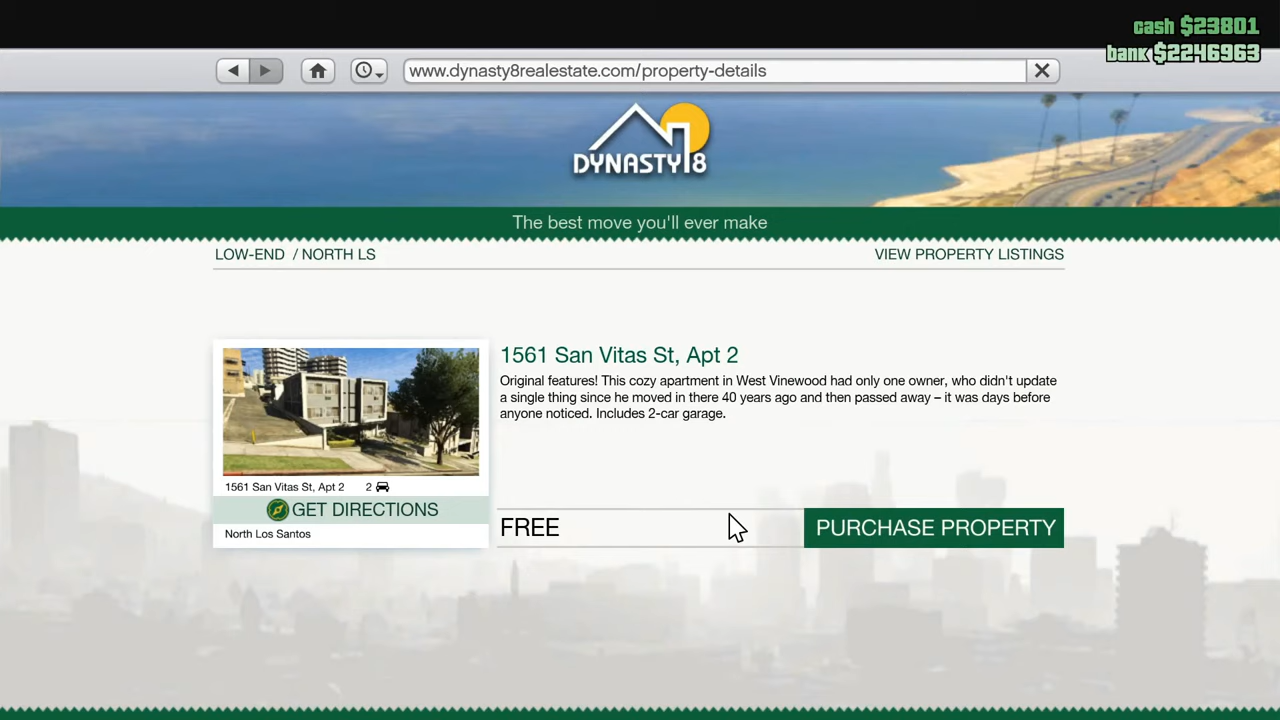 cash $23801
bank $2246963
www.dynasty8realestate.com/property-details
DYNASTY8
The best move you'll ever make
LOW-END / NORTH LS
VIEW PROPERTY LISTINGS
1561 San Vitas St, Apt 2
Original features! This cozy apartment in West Vinewood had only one owner, who didn't update
a single thing since he moved in there 40 years ago and then passed away – it was days before
anyone noticed. Includes 2-car garage.
1561 San Vitas St, Apt 2 2
GET DIRECTIONS
North Los Santos
FREE
PURCHASE PROPERTY